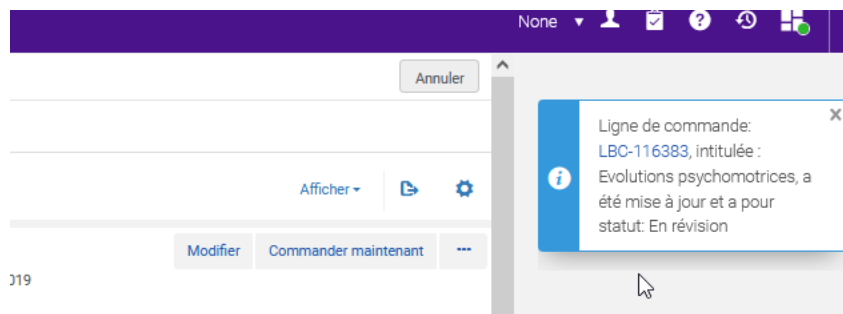 None
Annuler
Ligne de commande:
LBC-116383, intitulée :
Evolutions psychomotrices, a
été mise à jour et a pour
statut: En révision
Afficher
Modifier
Commander maintenant
019